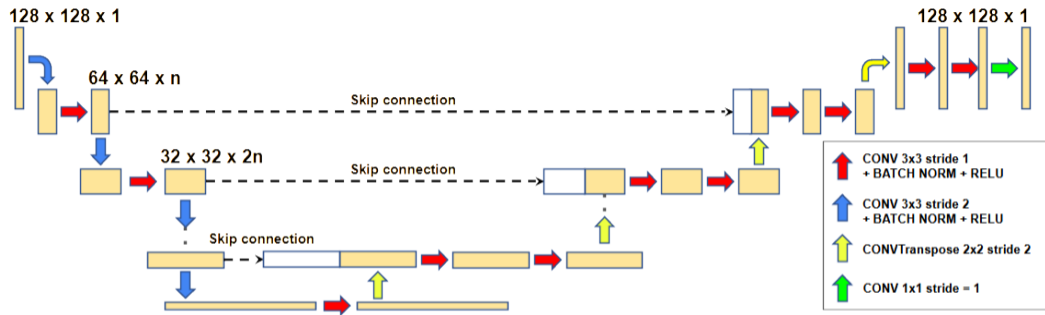 128 x 128 x 1
128 x 128 x 1
64 x 64 x n
Skip connection
32 x 32 x 2n
Skip connection
Skip connection
CONV 3x3 stride 1
+ BATCH NORM + RELU
CONV 3x3 stride 2
+ BATCH NORM + RELU
CONVTranspose 2x2 stride 2
CONV 1x1 stride = 1